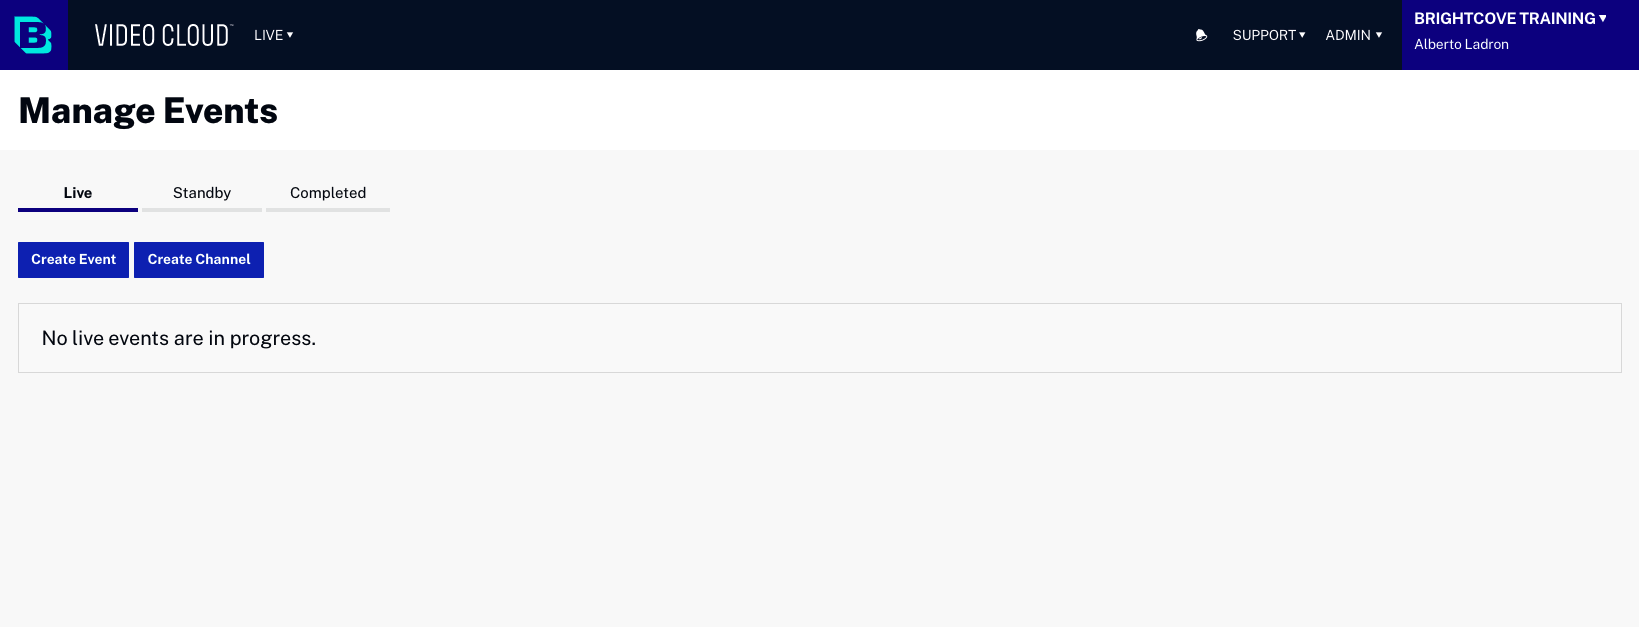 B
VIDEO CLOUD™
LIVE ▾
SUPPORT ▾
ADMIN ▾
BRIGHTCOVE TRAINING ▾
Alberto Ladron
Manage Events
Live
Standby
Completed
Create Event
Create Channel
No live events are in progress.